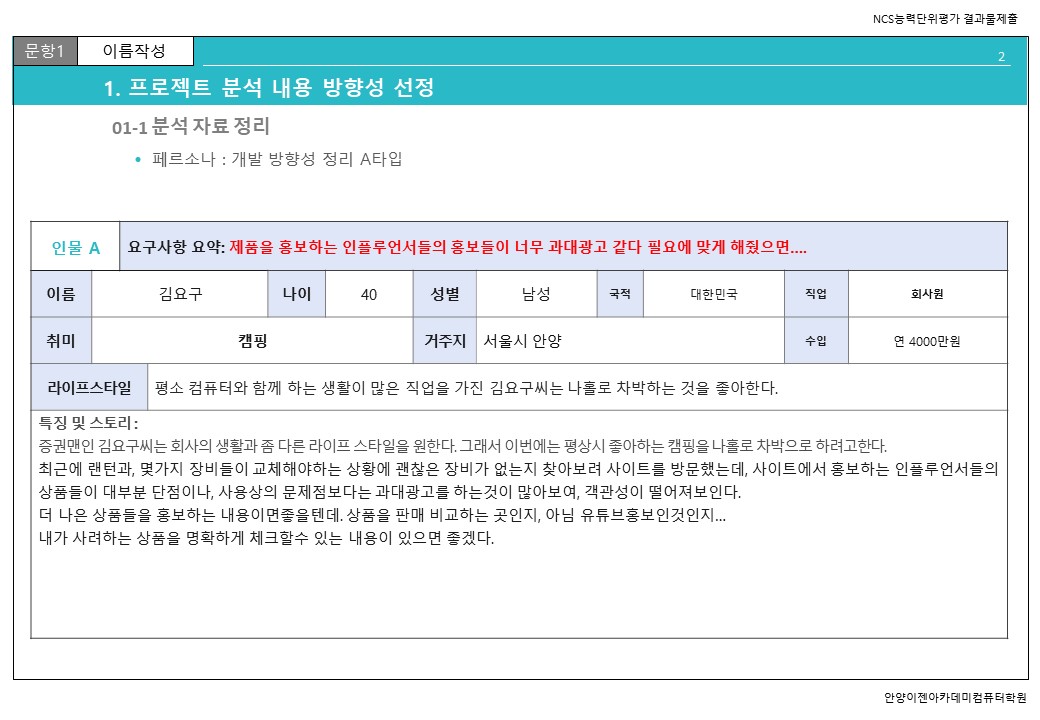 NCS능력단위평가 결과물제출
문항1 이름작성
2
1. 프로젝트 분석 내용 방향성 선정
01-1 분석 자료 정리
• 페르소나 : 개발 방향성 정리 A타입
인물 A 요구사항 요약: 제품을 홍보하는 인플루언서들의 홍보들이 너무 과대광고 같다 필요에 맞게 해줬으면....
이름 김요구 나이 40 성별 남성 국적 대한민국 직업 회사원
취미 캠핑 거주지 서울시 안양 수입 연 4000만원
라이프스타일 평소 컴퓨터와 함께 하는 생활이 많은 직업을 가진 김요구씨는 나홀로 차박하는 것을 좋아한다.
특징 및 스토리 :
증권맨인 김요구씨는 회사의 생활과 좀 다른 라이프 스타일을 원한다. 그래서 이번에는 평상시 좋아하는 캠핑을 나홀로 차박으로 하려고한다.
최근에 랜턴과, 몇가지 장비들이 교체해야하는 상황에 괜찮은 장비가 없는지 찾아보려 사이트를 방문했는데, 사이트에서 홍보하는 인플루언서들의
상품들이 대부분 단점이나, 사용상의 문제점보다는 과대광고를 하는것이 많아보여, 객관성이 떨어져보인다.
더 나은 상품들을 홍보하는 내용이면좋을텐데. 상품을 판매 비교하는 곳인지, 아님 유튜브홍보인것인지...
내가 사려하는 상품을 명확하게 체크할수 있는 내용이 있으면 좋겠다.
안양이젠아카데미컴퓨터학원